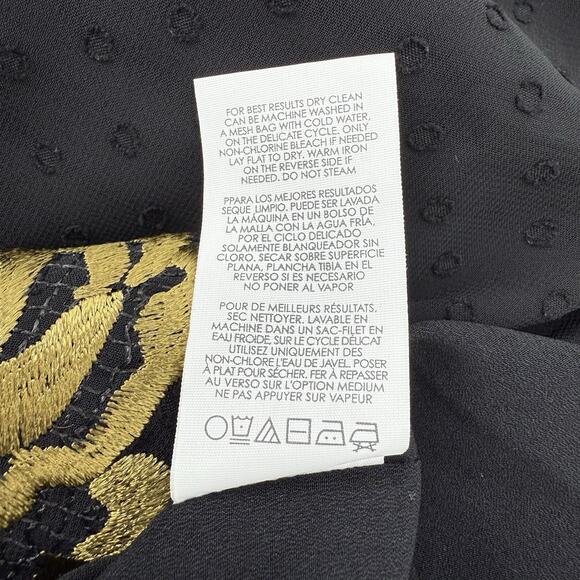 FOR BEST RESULTS DRY CLEAN
CAN BE MACHINE WASHED IN
A MESH BAG WITH COLD WATER,
ON THE DELICATE CYCLE. ONLY
NON-CHLORINE BLEACH IF NEEDED
LAY FLAT TO DRY. WARM IRON
ON THE REVERSE SIDE IF
NEEDED. DO NOT STEAM
PPARA LOS MEJORES RESULTADOS
SEQUE LIMPIO, PUEDE SER LAVADA
LA MÁQUINA EN UN BOLSO DE
LA MALLA CON LA AGUA FRÍA,
POR EL CICLO DELICADO
SOLAMENTE BLANQUEADOR SIN
CLORO. SECAR SOBRE SUPERFICIE
PLANA, PLANCHA TIBIA EN EL
REVERSO SI ES NECESARIO
NO PONER AL VAPOR
POUR DE MEILLEURS RÉSULTATS,
SEC NETTOYER. LAVABLE EN
MACHINE DANS UN SAC-FILET EN
EAU FROIDE, SUR LE CYCLE DÉLICAT
UTILISEZ UNIQUEMENT DES
NON-CHLORE L'EAU DE JAVEL. POSER
À PLAT POUR SÉCHER. FER À REPASSER
AU VERSO SUR L'OPTION MEDIUM
NE PAS APPUYER SUR VAPEUR